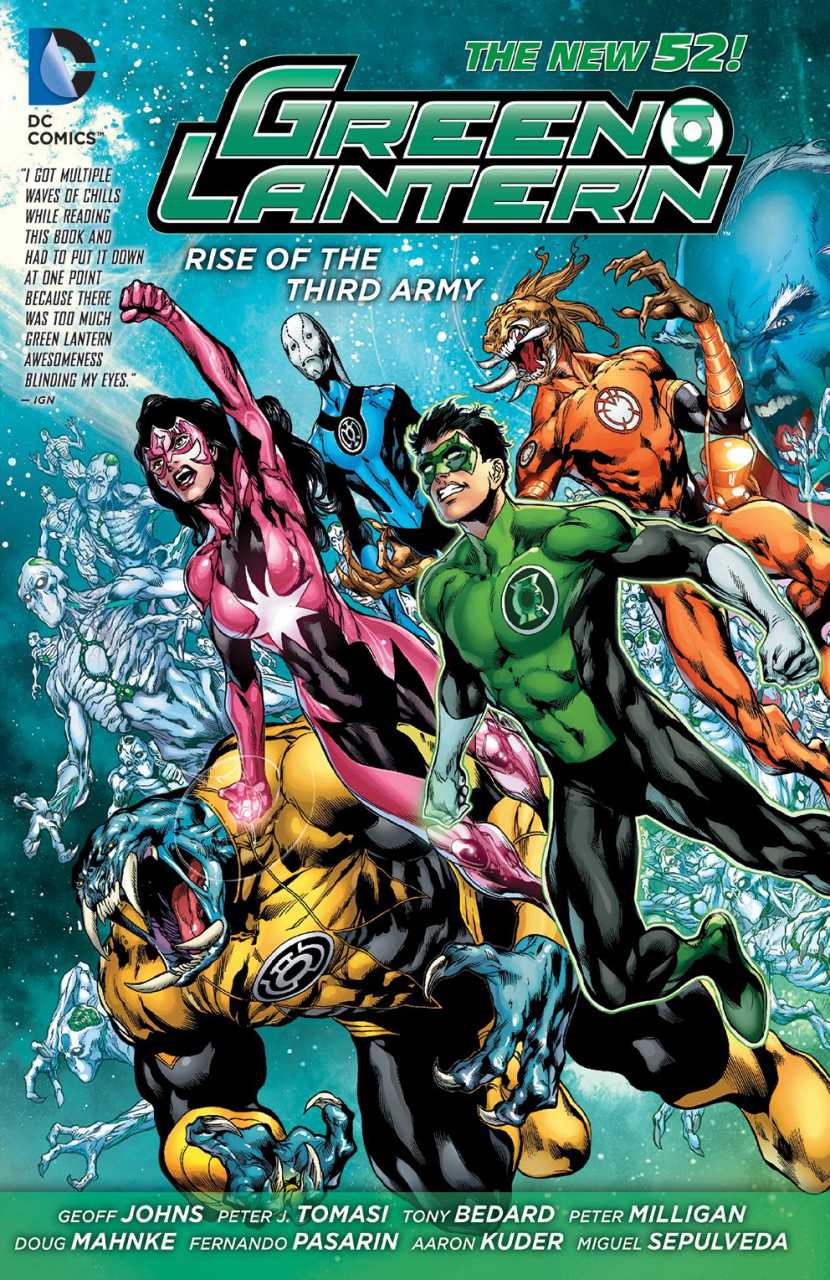 THE NEW 52!
DC
COMICS™
GREEN
LANTERN™
RISE OF THE
THIRD ARMY
"I GOT MULTIPLE
WAVES OF CHILLS
WHILE READING
THIS BOOK AND
HAD TO PUT IT DOWN
AT ONE POINT
BECAUSE THERE
WAS TOO MUCH
GREEN LANTERN
AWESOMENESS
BLINDING MY EYES."
— IGN
GEOFF JOHNS PETER J. TOMASI TONY BEDARD PETER MILLIGAN
DOUG MAHNKE FERNANDO PASARIN AARON KUDER MIGUEL SEPULVEDA